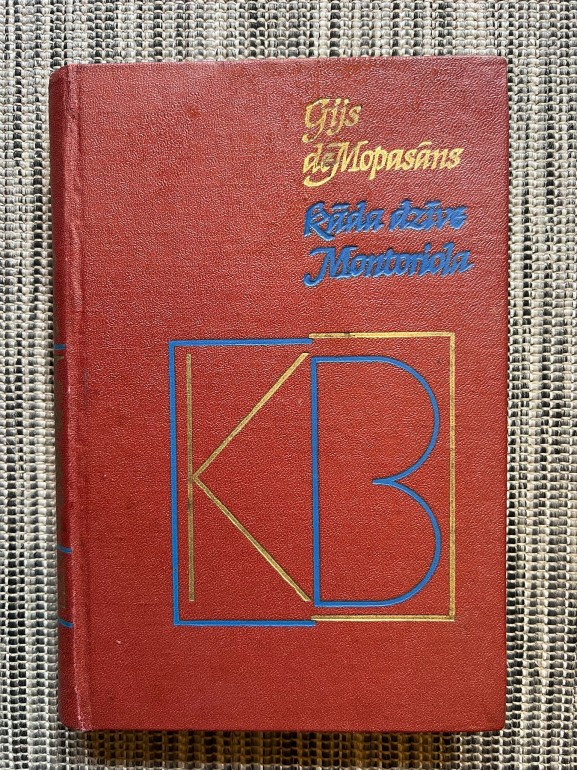 Gijs
de Mopasāns
Kāda dzīve
Montoriola
KB